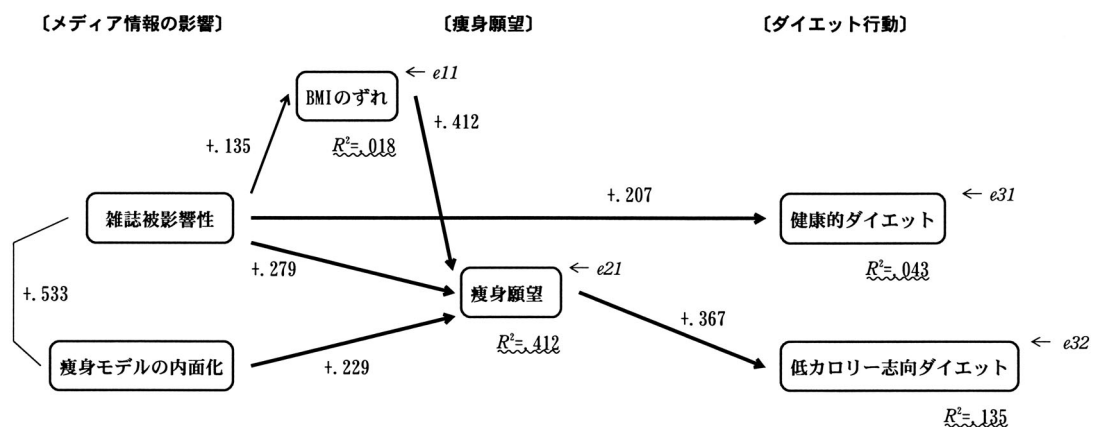 〔メディア情報の影響〕
〔痩身願望〕
〔ダイエット行動〕
BMIのずれ
← e11
R²=.018
+.135
+.412
雑誌被影響性
+.207
健康的ダイエット
← e31
R²=.043
+.279
+.533
痩身願望
← e21
R²=.412
+.367
痩身モデルの内面化
+.229
低カロリー志向ダイエット
← e32
R²=.135